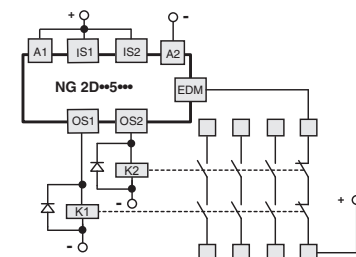 + -
A1 IS1 IS2 A2
NG 2D••5•••
EDM
OS1 OS2
K2
-
+
K1
-